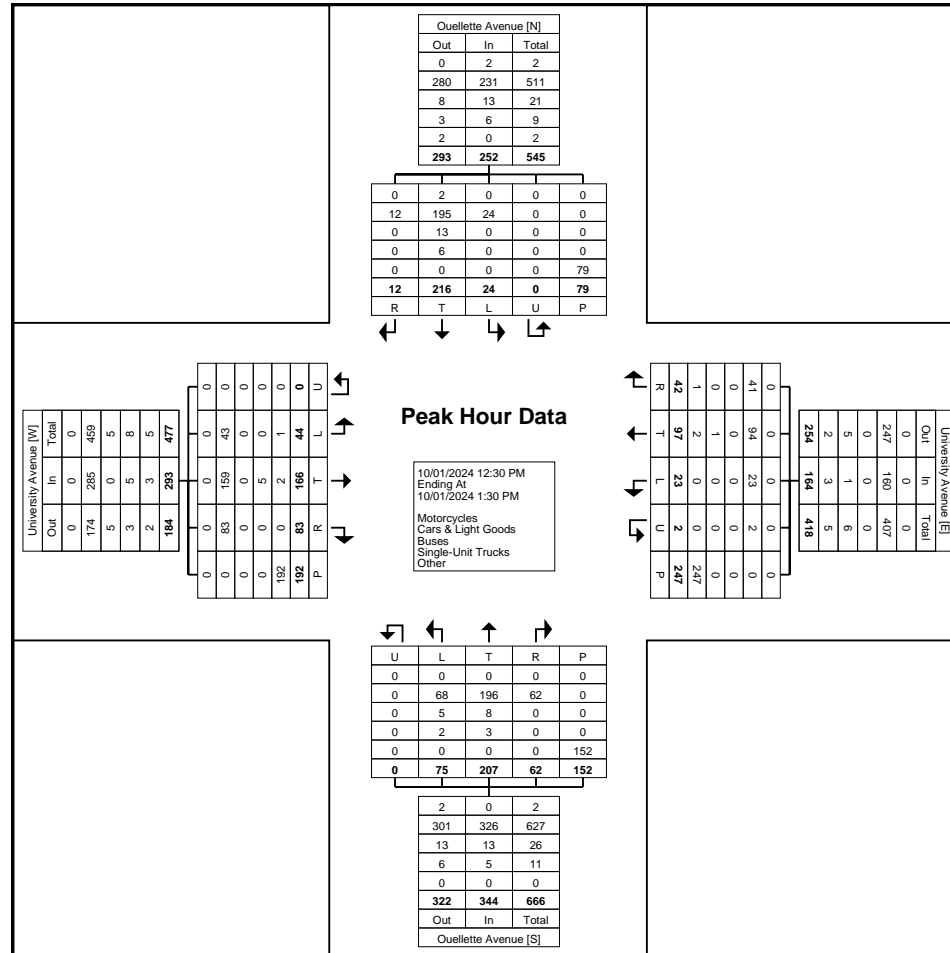 Ouellette Avenue [N]
Out In Total
0 2 2
280 231 511
8 13 21
3 6 9
2 0 2
293 252 545
0 2 0 0 0
12 195 24 0 0
0 13 0 0 0
0 6 0 0 0
0 0 0 0 79
12 216 24 0 79
R T L U P
University Avenue [W]
Total 0 459 5 8 5 477
In 0 285 0 5 3 293
Out 0 174 5 3 2 184
0 0 0 0 0 0 U
0 43 0 0 1 44 L
0 159 0 5 2 166 T
0 83 0 0 0 83 R
0 0 0 0 192 192 P
Peak Hour Data
10/01/2024 12:30 PM
Ending At
10/01/2024 1:30 PM
Motorcycles
Cars & Light Goods
Buses
Single-Unit Trucks
Other
R 42 1 0 0 41 0
T 97 2 1 0 94 0
L 23 0 0 0 23 0
U 2 0 0 0 2 0
P 247 247 0 0 0 0
254 2 5 0 247 0 Out
164 3 1 0 160 0 In
418 5 6 0 407 0 Total
University Avenue [E]
U L T R P
0 0 0 0 0
0 68 196 62 0
0 5 8 0 0
0 2 3 0 0
0 0 0 0 152
0 75 207 62 152
2 0 2
301 326 627
13 13 26
6 5 11
0 0 0
322 344 666
Out In Total
Ouellette Avenue [S]